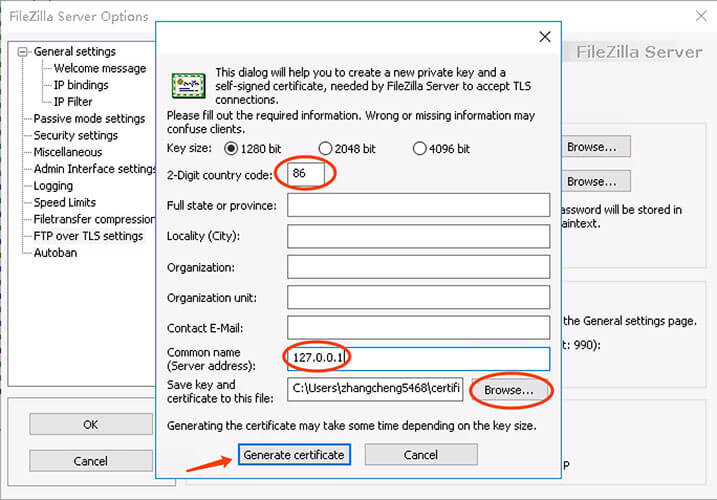 FileZilla Server Options
General settings
Welcome message
IP bindings
IP Filter
Passive mode settings
Security settings
Miscellaneous
Admin Interface settings
Logging
Speed Limits
Filetransfer compression
FTP over TLS settings
Autoban
OK
Cancel
This dialog will help you to create a new private key and a
self-signed certificate, needed by FileZilla Server to accept TLS
connections.
Please fill out the required information. Wrong or missing information may
confuse clients.
Key size: 1280 bit 2048 bit 4096 bit
2-Digit country code: 86
Full state or province:
Locality (City):
Organization:
Organization unit:
Contact E-Mail:
Common name
(Server address): 127.0.0.1
Save key and
certificate to this file: C:\Users\zhangcheng5468\certifi Browse...
Generating the certificate may take some time depending on the key size.
Generate certificate Cancel
FileZilla Server
Browse...
Browse...
assword will be stored in
aintext.
the General settings page.
t: 990):
P